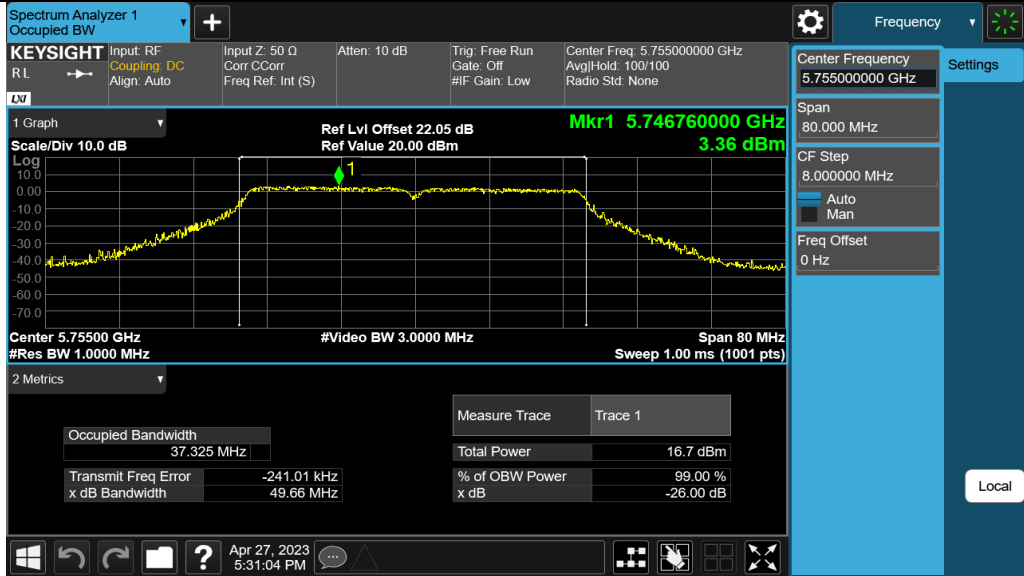 Spectrum Analyzer 1
Occupied BW
+
Frequency
KEYSIGHT
R L
LXI
Input: RF
Coupling: DC
Align: Auto
Input Z: 50 Ω
Corr CCorr
Freq Ref: Int (S)
Atten: 10 dB
Trig: Free Run
Gate: Off
#IF Gain: Low
Center Freq: 5.755000000 GHz
Avg|Hold: 100/100
Radio Std: None
Center Frequency
5.755000000 GHz
Settings
Span
80.000 MHz
CF Step
8.000000 MHz
Auto
Man
Freq Offset
0 Hz
1 Graph
Scale/Div 10.0 dB
Ref Lvl Offset 22.05 dB
Ref Value 20.00 dBm
Mkr1 5.746760000 GHz
3.36 dBm
Log
10.0
0.00
-10.0
-20.0
-30.0
-40.0
-50.0
-60.0
-70.0
1
Center 5.75500 GHz
#Video BW 3.0000 MHz
Span 80 MHz
#Res BW 1.0000 MHz
Sweep 1.00 ms (1001 pts)
2 Metrics
Measure Trace
Trace 1
Occupied Bandwidth
37.325 MHz
Total Power
16.7 dBm
Transmit Freq Error
-241.01 kHz
% of OBW Power
99.00 %
x dB Bandwidth
49.66 MHz
x dB
-26.00 dB
Local
?
Apr 27, 2023
5:31:04 PM